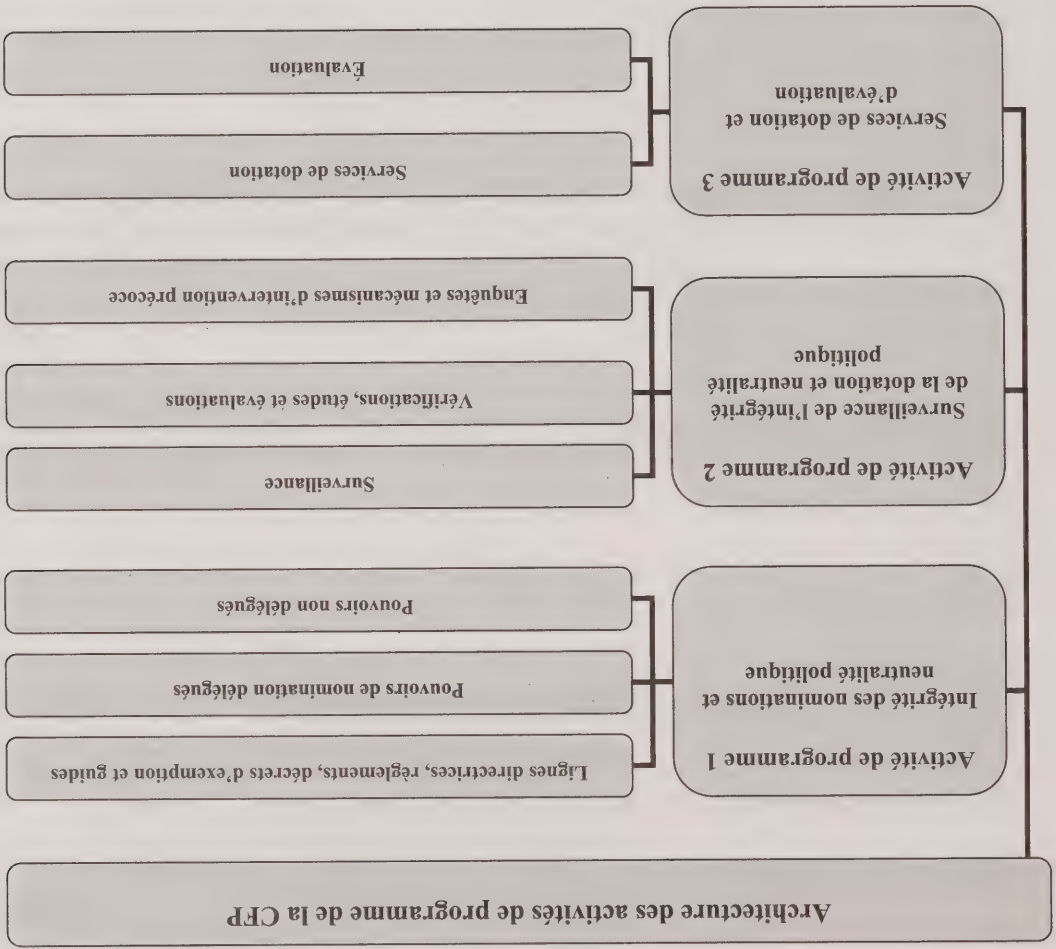 Architecture des activités de programme de la CFP
Activité de programme 1
Intégrité des nominations et
neutralité politique
Lignes directrices, règlements, décrets d'exemption et guides
Pouvoirs de nomination délégués
Pouvoirs non délégués
Activité de programme 2
Surveillance de l'intégrité
de la dotation et neutralité
politique
Surveillance
Vérifications, études et évaluations
Enquêtes et mécanismes d'intervention précoce
Activité de programme 3
Services de dotation et
d'évaluation
Services de dotation
Évaluation